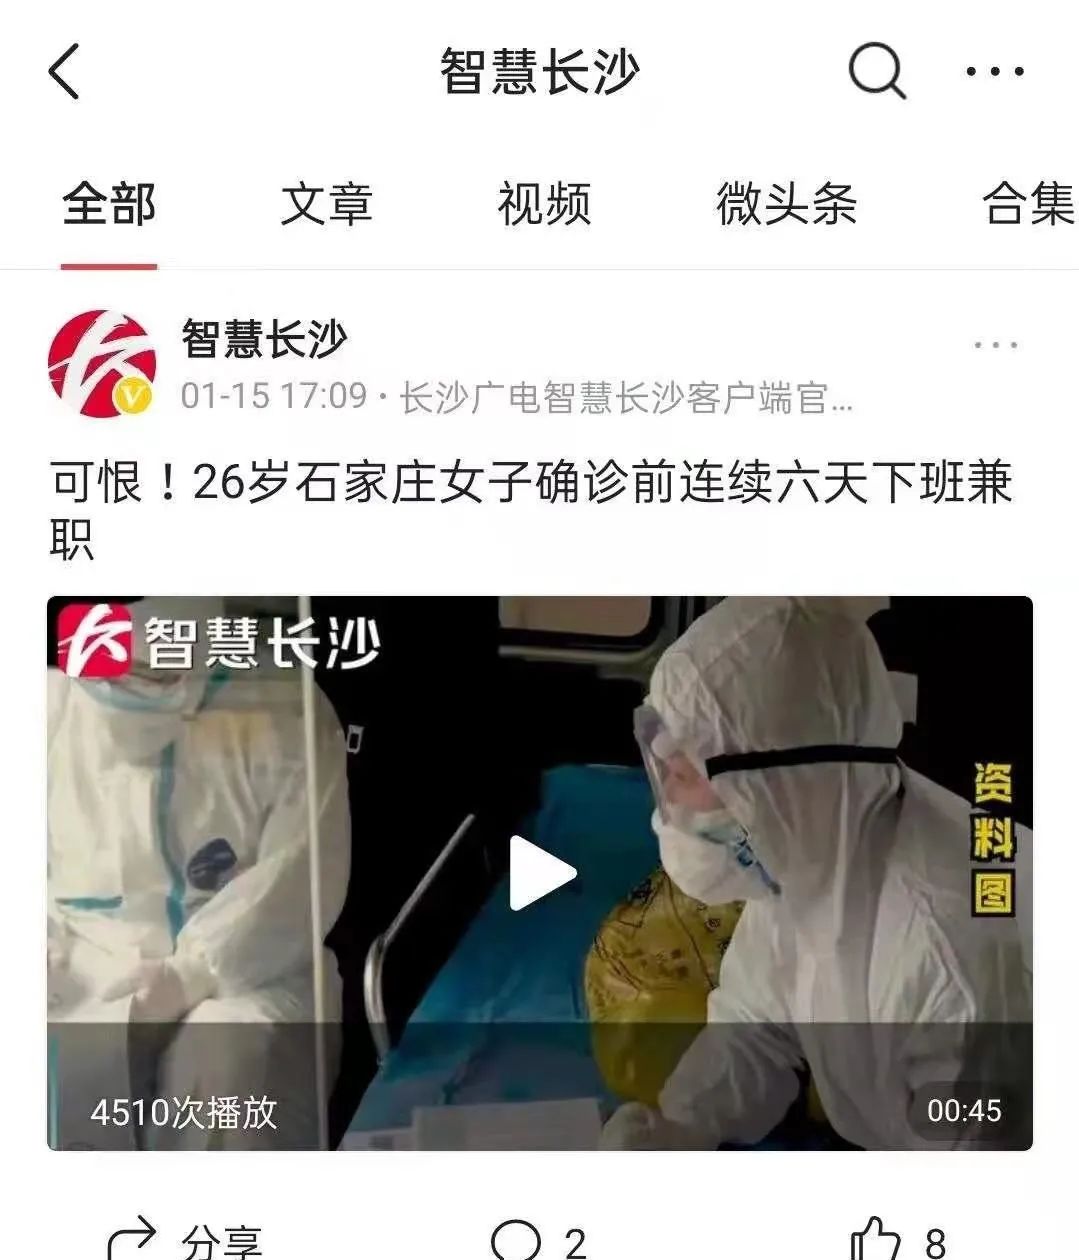 智慧长沙
全部 文章 视频 微头条 合集
智慧长沙
01-15 17:09 · 长沙广电智慧长沙客户端官...
可恨！26岁石家庄女子确诊前连续六天下班兼
职
智慧长沙
资料图
4510次播放
00:45
分享 2 8